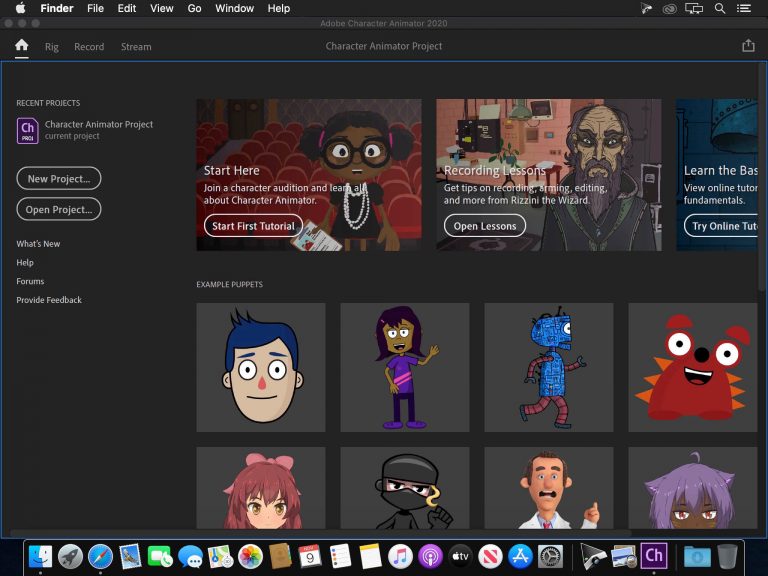 Finder File Edit View Go Window Help
Adobe Character Animator 2020
Rig Record Stream
Character Animator Project
RECENT PROJECTS
Ch
PROJ
Character Animator Project
current project
New Project...
Open Project...
What's New
Help
Forums
Provide Feedback
Start Here
Join a character audition and learn all
about Character Animator.
Start First Tutorial
Recording Lessons
Get tips on recording, arming, editing,
and more from Rizzini the Wizard.
Open Lessons
Learn the Bas
View online tutor
fundamentals.
Try Online Tut
EXAMPLE PUPPETS
NOV
9
tv
Ch